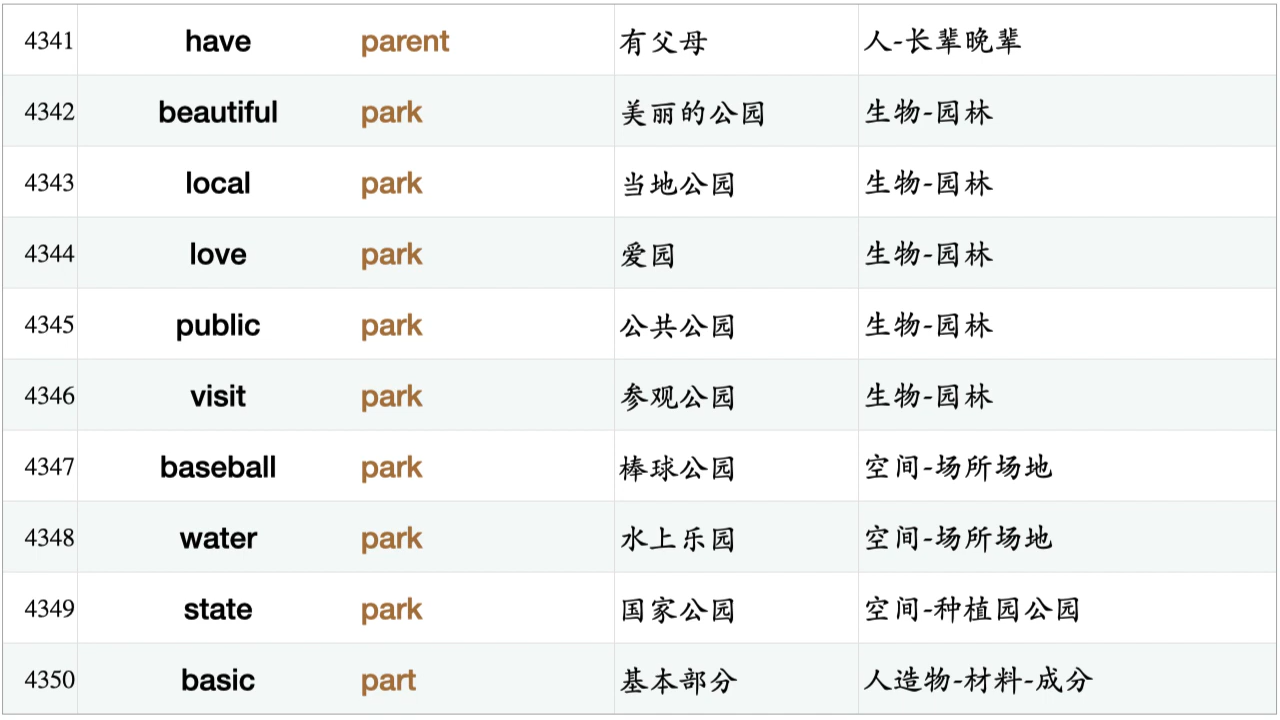 4341 have parent 有父母 人-长辈晚辈
4342 beautiful park 美丽的公园 生物-园林
4343 local park 当地公园 生物-园林
4344 love park 爱园 生物-园林
4345 public park 公共公园 生物-园林
4346 visit park 参观公园 生物-园林
4347 baseball park 棒球公园 空间-场所场地
4348 water park 水上乐园 空间-场所场地
4349 state park 国家公园 空间-种植园公园
4350 basic part 基本部分 人造物-材料-成分